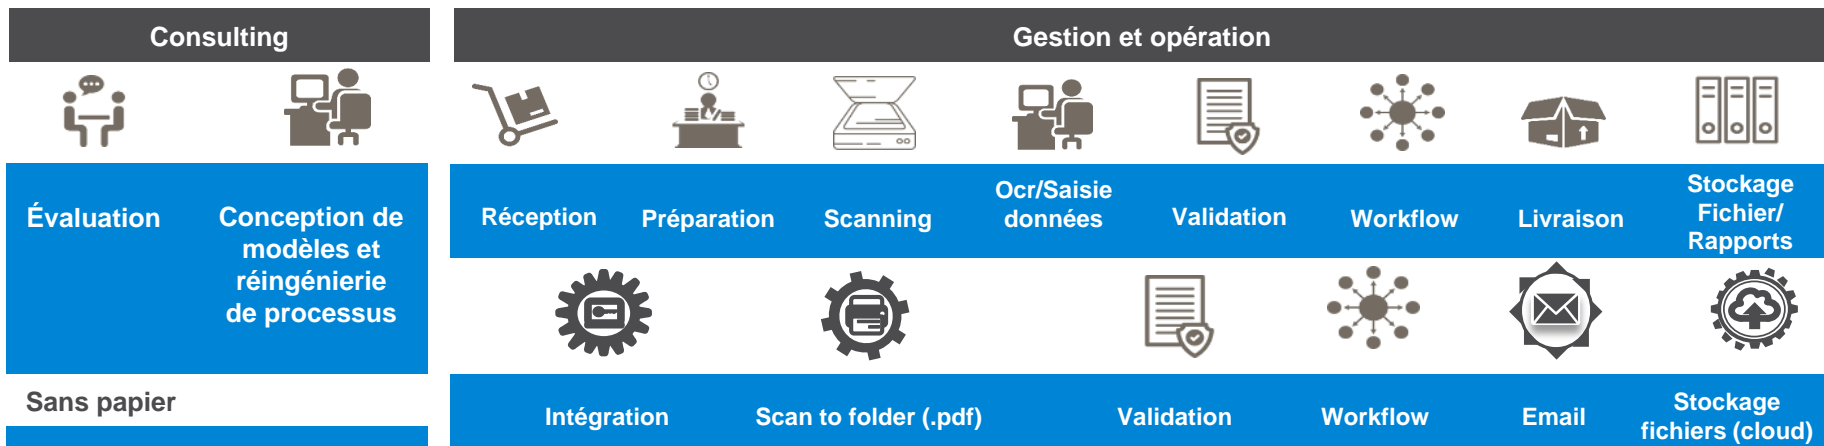 Consulting
Gestion et opération
Évaluation
Conception de
modèles et
réingénierie
de processus
Réception
Préparation
Scanning
Ocr/Saisie
données
Validation
Workflow
Livraison
Stockage
Fichier/
Rapports
Sans papier
Intégration
Scan to folder (.pdf)
Validation
Workflow
Email
Stockage
fichiers (cloud)